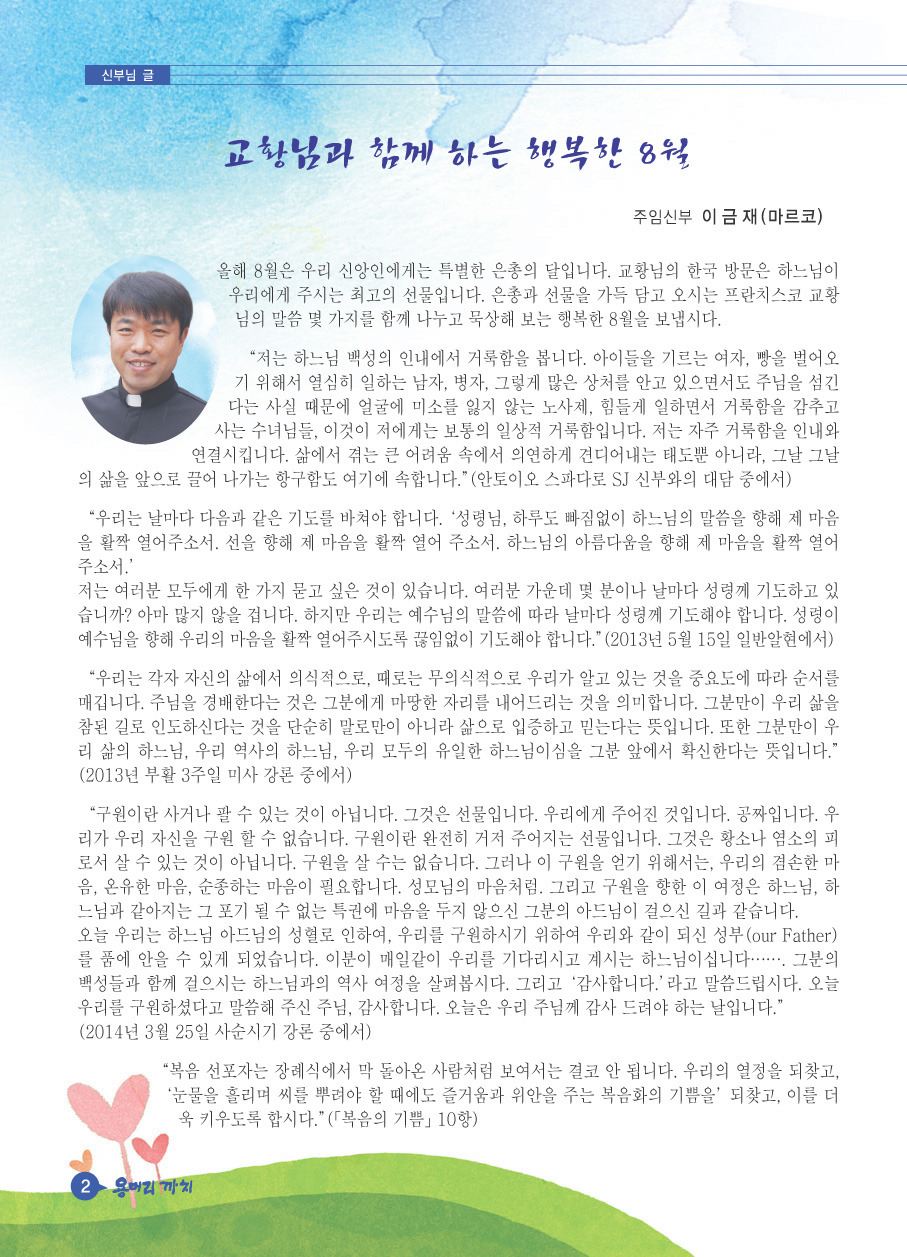 신부님 글
교황님과 함께 하는 행복한 8월
주임신부 이 금 재(마르코)
올해 8월은 우리 신앙인에게는 특별한 은총의 달입니다. 교황님의 한국 방문은 하느님이
우리에게 주시는 최고의 선물입니다. 은총과 선물을 가득 담고 오시는 프란치스코 교황
님의 말씀 몇 가지를 함께 나누고 묵상해 보는 행복한 8월을 보냅시다.
“저는 하느님 백성의 인내에서 거룩함을 봅니다. 아이들을 기르는 여자, 빵을 벌어오
기 위해서 열심히 일하는 남자, 병자, 그렇게 많은 상처를 안고 있으면서도 주님을 섬긴
다는 사실 때문에 얼굴에 미소를 잃지 않는 노사제, 힘들게 일하면서 거룩함을 감추고
사는 수녀님들, 이것이 저에게는 보통의 일상적 거룩함입니다. 저는 자주 거룩함을 인내와
연결시킵니다. 삶에서 겪는 큰 어려움 속에서 의연하게 견디어내는 태도뿐 아니라, 그날 그날
의 삶을 앞으로 끌어 나가는 항구함도 여기에 속합니다.”(안토이오 스파다로 SJ 신부와의 대담 중에서)
“우리는 날마다 다음과 같은 기도를 바쳐야 합니다. ‘성령님, 하루도 빠짐없이 하느님의 말씀을 향해 제 마음
을 활짝 열어주소서. 선을 향해 제 마음을 활짝 열어 주소서. 하느님의 아름다움을 향해 제 마음을 활짝 열어
주소서.’
저는 여러분 모두에게 한 가지 묻고 싶은 것이 있습니다. 여러분 가운데 몇 분이나 날마다 성령께 기도하고 있
습니까? 아마 많지 않을 겁니다. 하지만 우리는 예수님의 말씀에 따라 날마다 성령께 기도해야 합니다. 성령이
예수님을 향해 우리의 마음을 활짝 열어주시도록 끊임없이 기도해야 합니다.”(2013년 5월 15일 일반알현에서)
“우리는 각자 자신의 삶에서 의식적으로, 때로는 무의식적으로 우리가 알고 있는 것을 중요도에 따라 순서를
매깁니다. 주님을 경배한다는 것은 그분에게 마땅한 자리를 내어드리는 것을 의미합니다. 그분만이 우리 삶을
참된 길로 인도하신다는 것을 단순히 말로만이 아니라 삶으로 입증하고 믿는다는 뜻입니다. 또한 그분만이 우
리 삶의 하느님, 우리 역사의 하느님, 우리 모두의 유일한 하느님이심을 그분 앞에서 확신한다는 뜻입니다.”
(2013년 부활 3주일 미사 강론 중에서)
“구원이란 사거나 팔 수 있는 것이 아닙니다. 그것은 선물입니다. 우리에게 주어진 것입니다. 공짜입니다. 우
리가 우리 자신을 구원 할 수 없습니다. 구원이란 완전히 거저 주어지는 선물입니다. 그것은 황소나 염소의 피
로서 살 수 있는 것이 아닙니다. 구원을 살 수는 없습니다. 그러나 이 구원을 얻기 위해서는, 우리의 겸손한 마
음, 온유한 마음, 순종하는 마음이 필요합니다. 성모님의 마음처럼. 그리고 구원을 향한 이 여정은 하느님, 하
느님과 같아지는 그 포기 될 수 없는 특권에 마음을 두지 않으신 그분의 아드님이 걸으신 길과 같습니다.
오늘 우리는 하느님 아드님의 성혈로 인하여, 우리를 구원하시기 위하여 우리와 같이 되신 성부(our Father)
를 품에 안을 수 있게 되었습니다. 이분이 매일같이 우리를 기다리시고 계시는 하느님이십니다……. 그분의
백성들과 함께 걸으시는 하느님과의 역사 여정을 살펴봅시다. 그리고 ‘감사합니다.’라고 말씀드립시다. 오늘
우리를 구원하셨다고 말씀해 주신 주님, 감사합니다. 오늘은 우리 주님께 감사 드려야 하는 날입니다.”
(2014년 3월 25일 사순시기 강론 중에서)
“복음 선포자는 장례식에서 막 돌아온 사람처럼 보여서는 결코 안 됩니다. 우리의 열정을 되찾고,
‘눈물을 흘리며 씨를 뿌려야 할 때에도 즐거움과 위안을 주는 복음화의 기쁨을’ 되찾고, 이를 더
욱 키우도록 합시다.”(｢복음의 기쁨｣ 10항)
2 용머리 까치